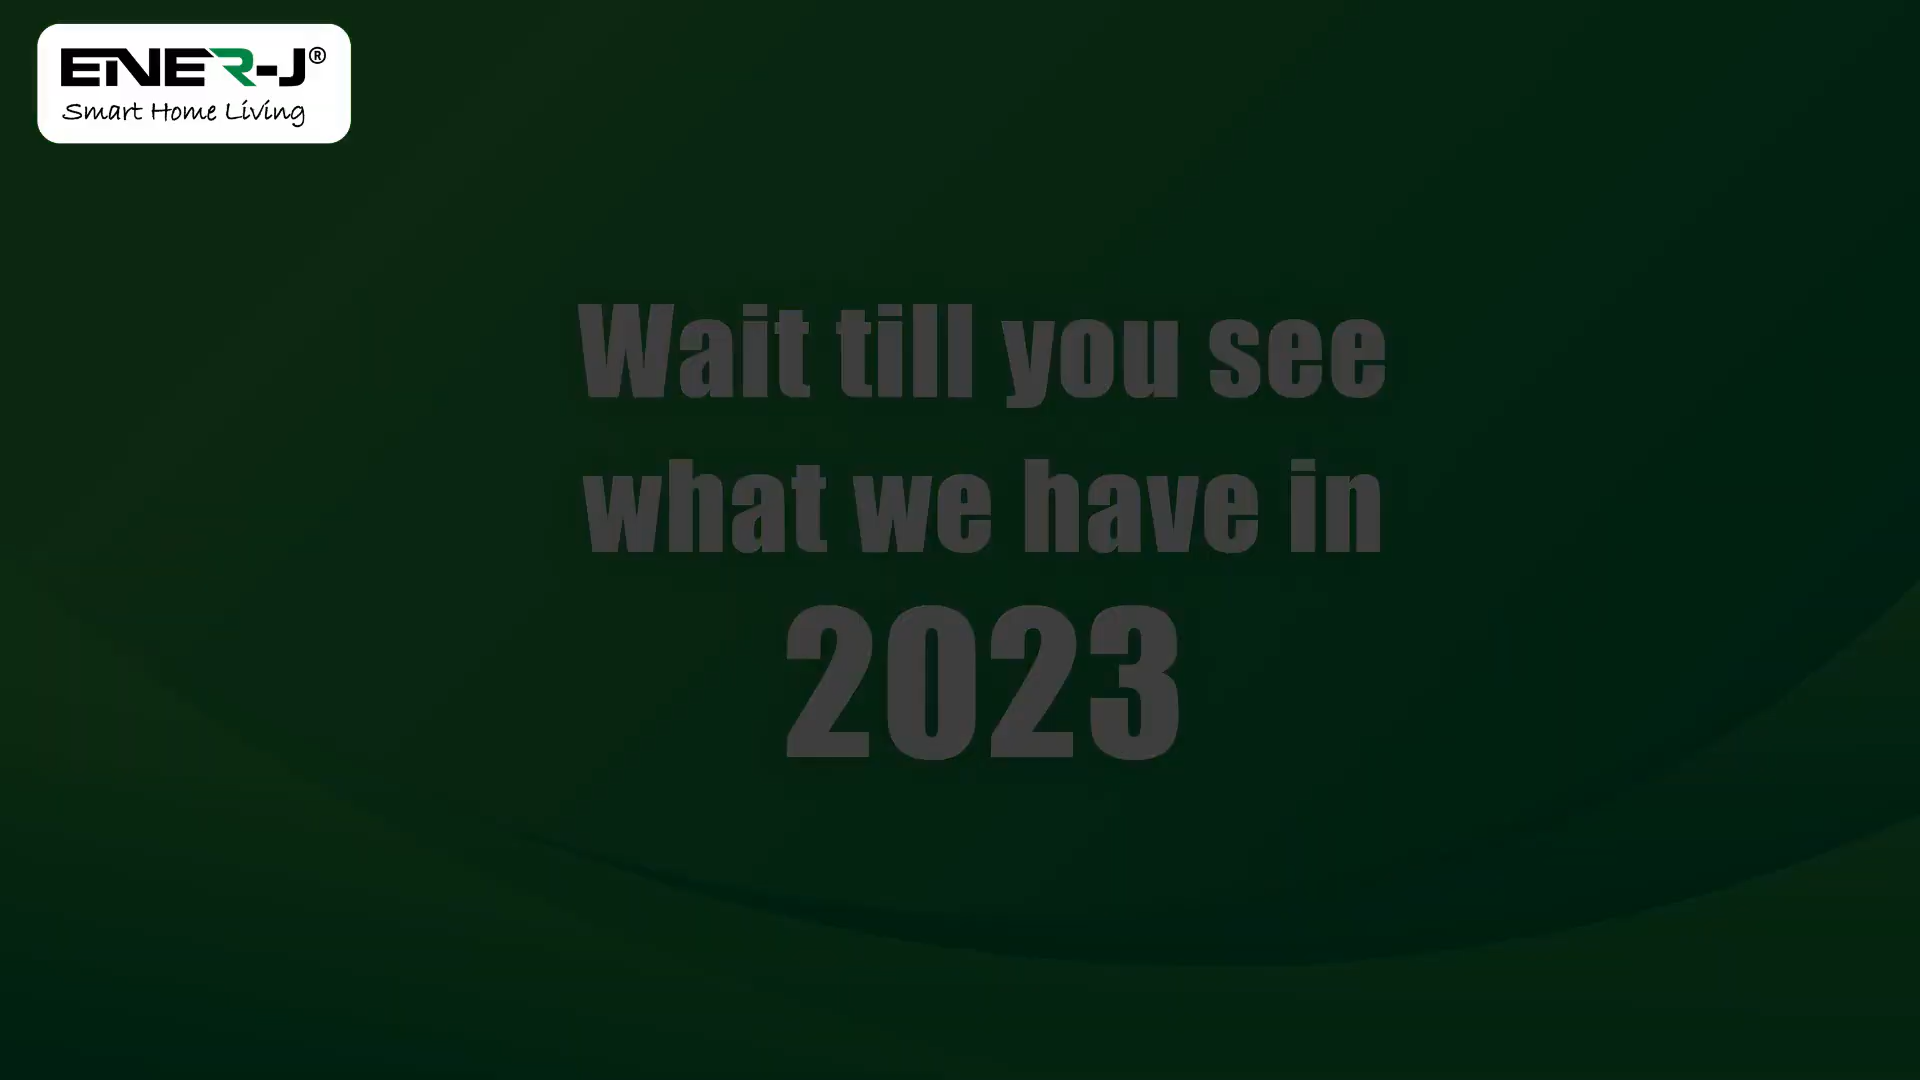 ENER-J®
Smart Home Living
Wait till you see
what we have in
2023